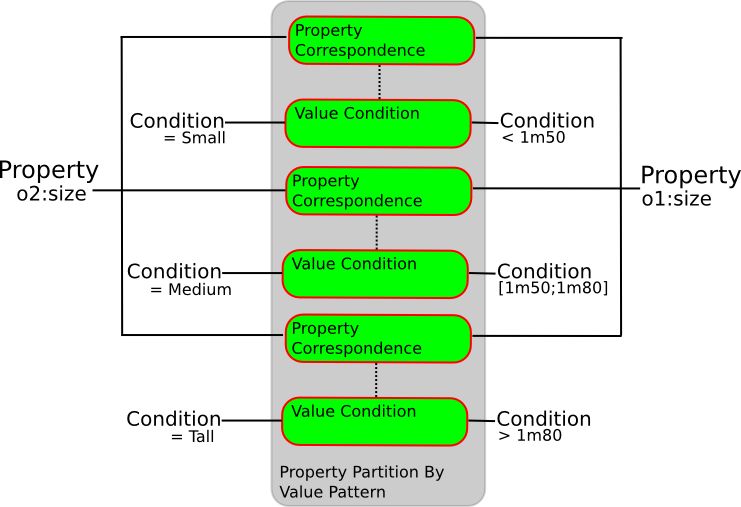 Property
Correspondence
Condition
= Small
Value Condition
Condition
< 1m50
Property
o2:size
Property
Correspondence
Property
o1:size
Condition
= Medium
Value Condition
Condition
[1m50;1m80]
Property
Correspondence
Condition
= Tall
Value Condition
Condition
> 1m80
Property Partition By
Value Pattern